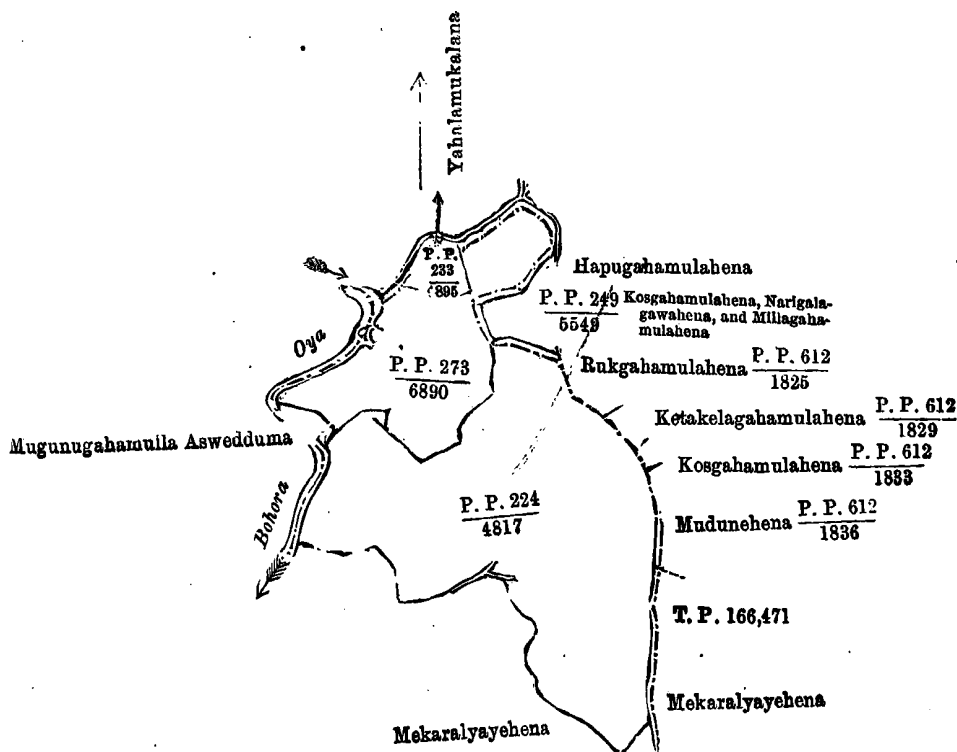 Yahalamukalana
P. P.
233
895
Hapugahamulahena
P. P. 249
5549
Kosgahamulahena, Narigala-
gawahena, and Millagaha-
mulahena
Oya
P. P. 273
6890
Rukgahamulahena P. P. 612
1825
Ketakelagahamulahena P. P. 612
1829
Mugunugahamulla Aswedduma
Kosgahamulahena P. P. 612
1833
Bohora
P. P. 224
4817
Mudunehena P. P. 612
1836
T. P. 166,471
Mekaralyayehena
Mekaralyayehena